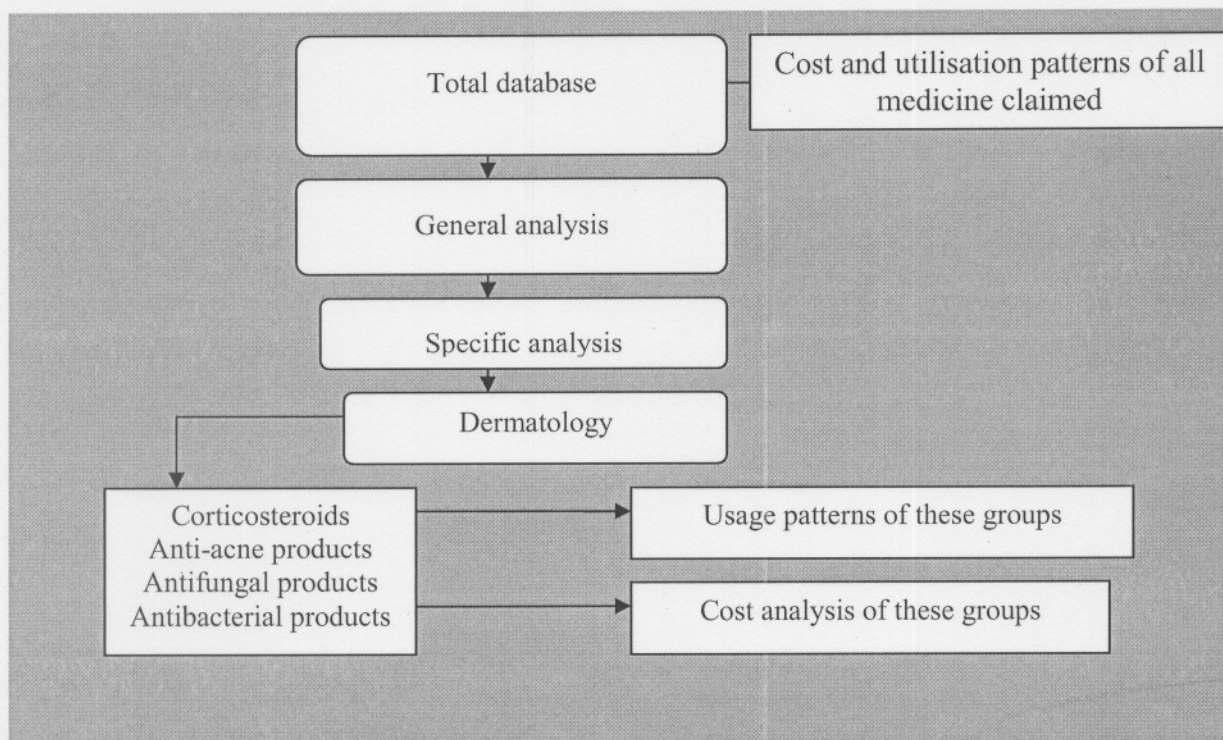 Total database
Cost and utilisation patterns of all
medicine claimed
General analysis
Specific analysis
Dermatology
Corticosteroids
Anti-acne products
Antifungal products
Antibacterial products
Usage patterns of these groups
Cost analysis of these groups